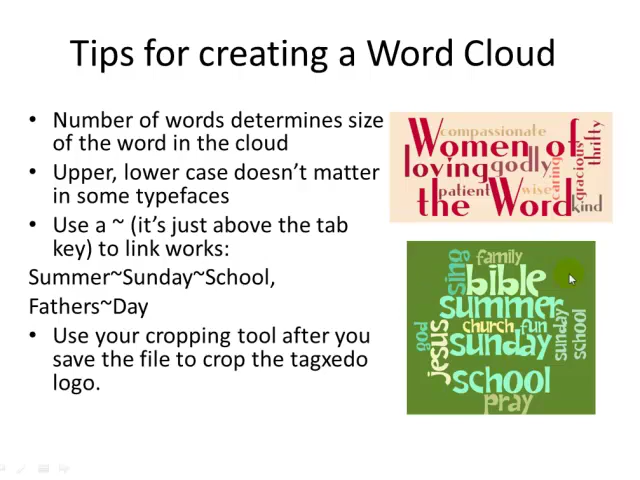 Tips for creating a Word Cloud
• Number of words determines size
of the word in the cloud
• Upper, lower case doesn't matter
in some typefaces
• Use a ~ (it's just above the tab
key) to link works:
Summer~Sunday~School,
Fathers~Day
• Use your cropping tool after you
save the file to crop the tagxedo
logo.
compassionate
Women of
thrifty
loving
godly
caring
gracious
patient
wise
the Word
kind
sing
family
bible
summer
church fun
god
jesus
sunday
sunday
school
school
pray